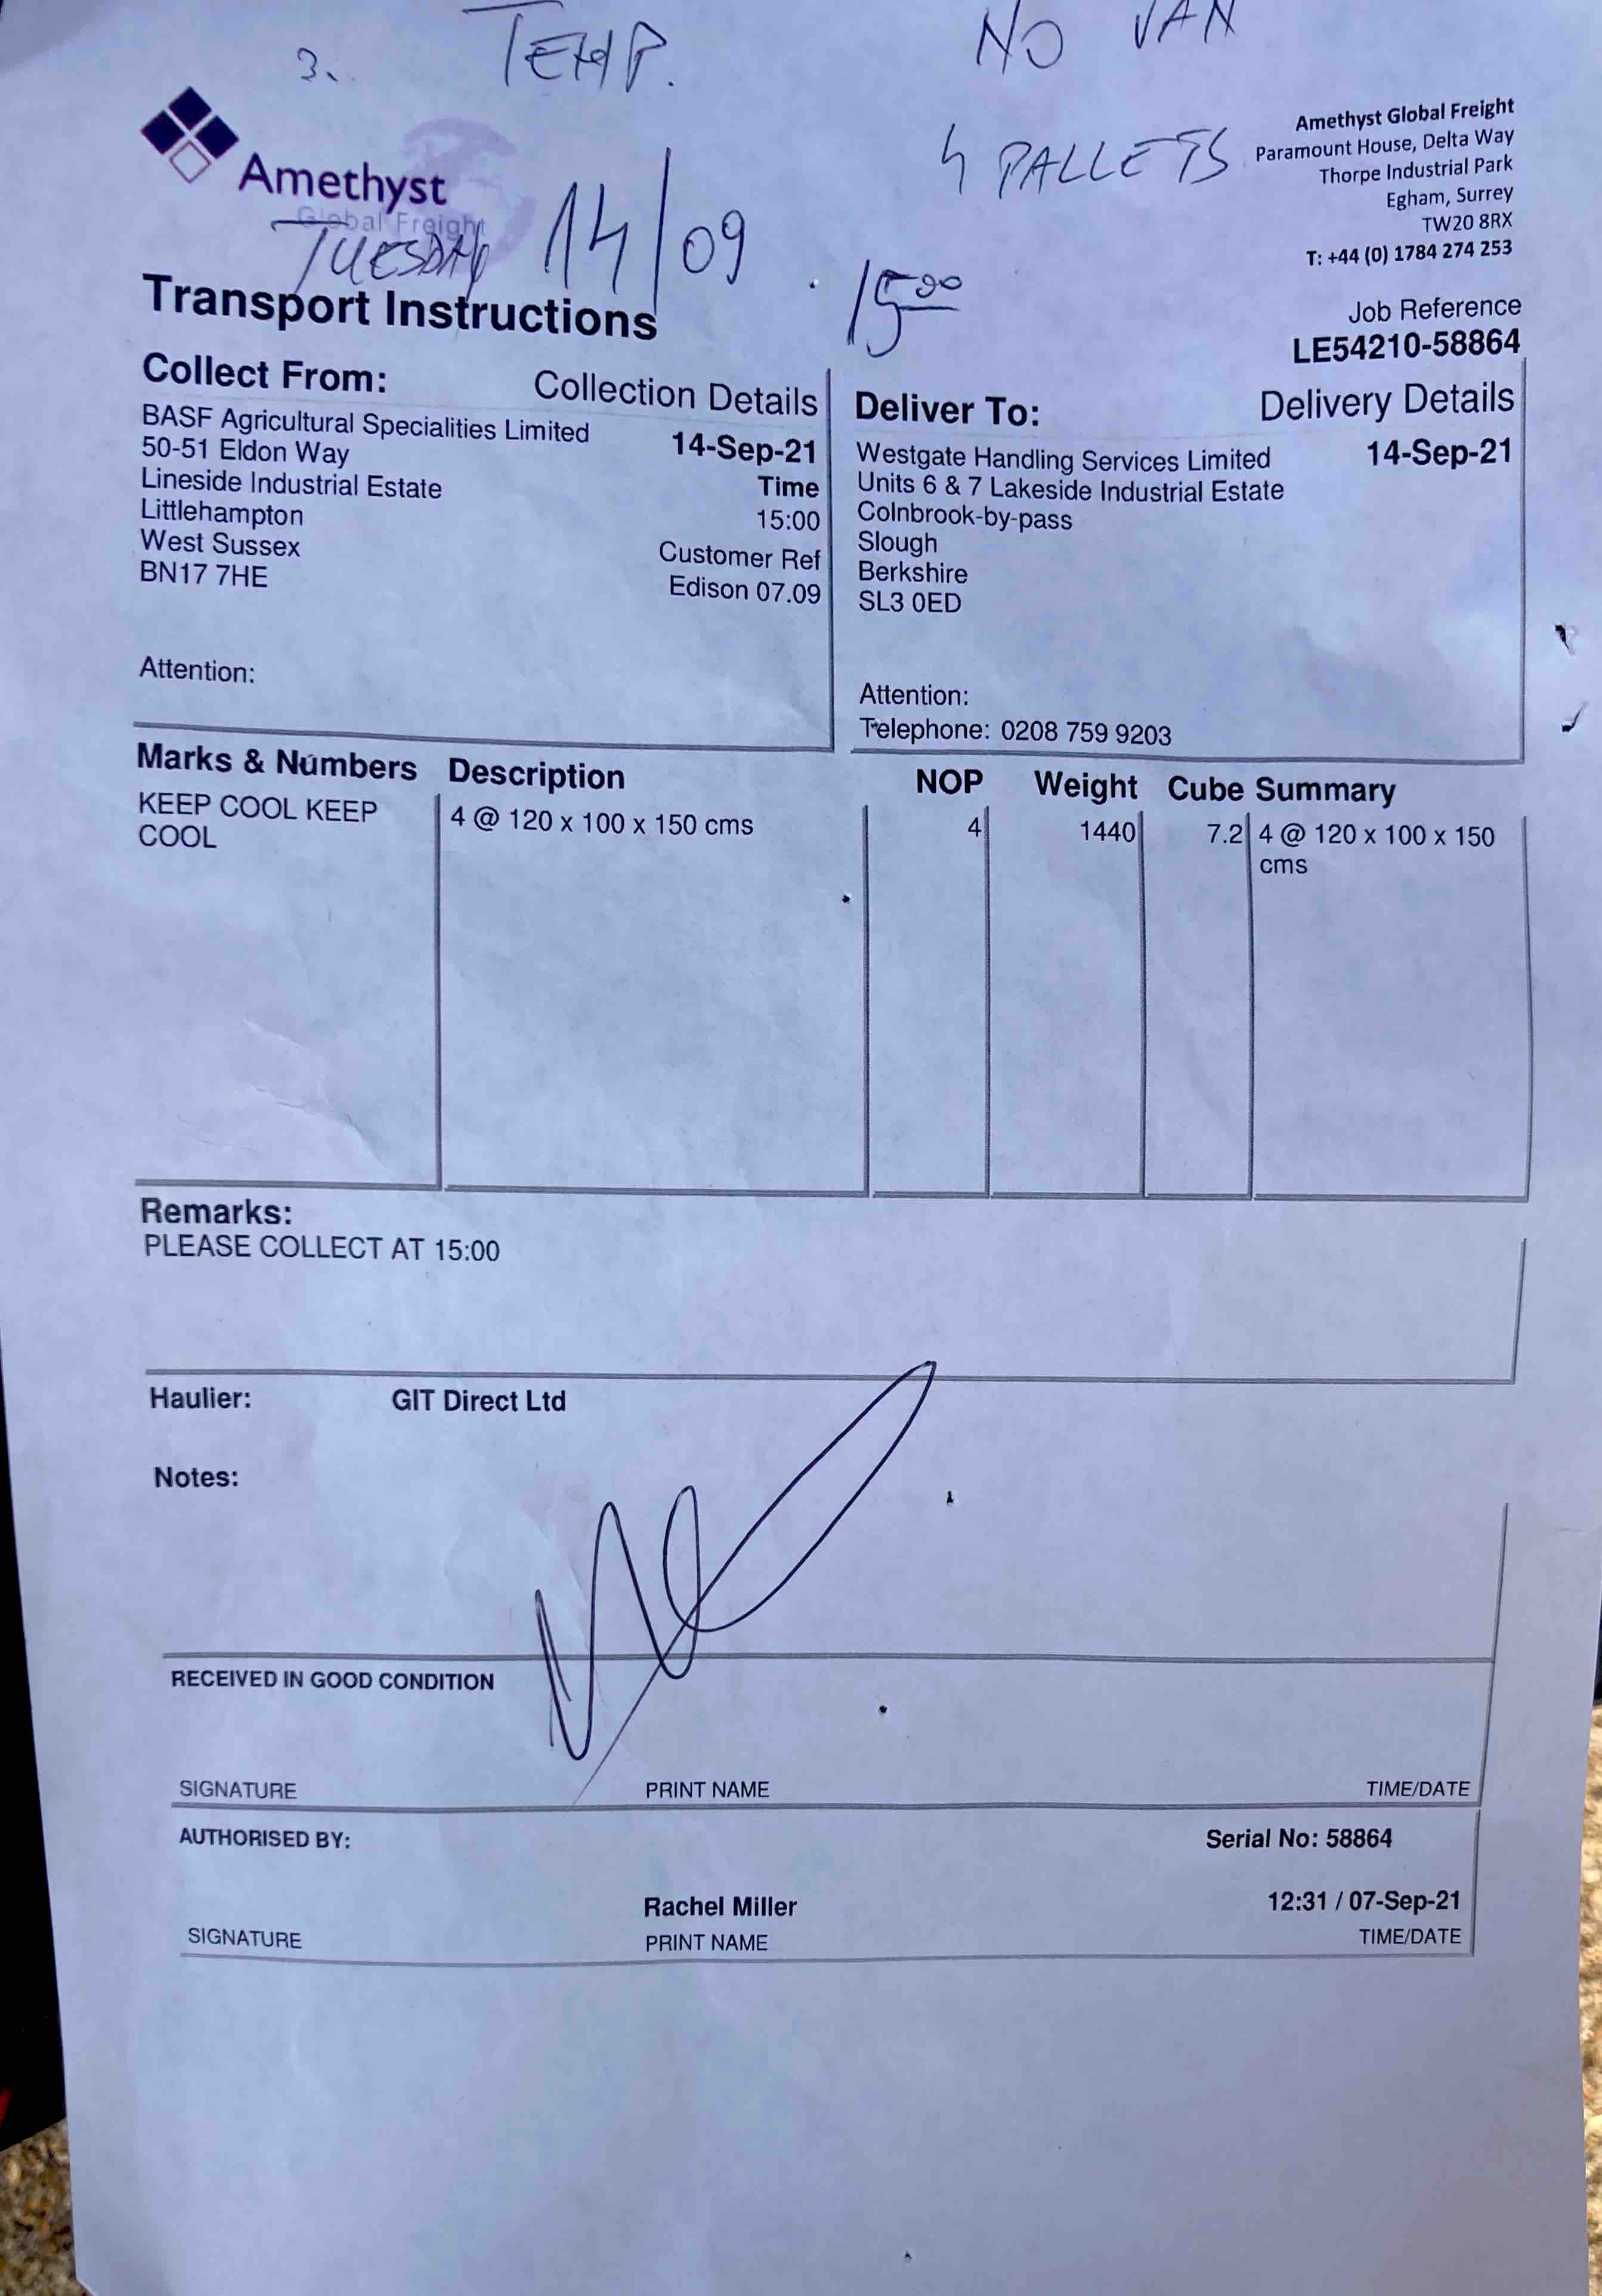 3.
TEMP.
NO VAN
4 PALLETS
Amethyst
Global Freight
TUESDAY 14/09
15:00
Amethyst Global Freight
Paramount House, Delta Way
Thorpe Industrial Park
Egham, Surrey
TW20 8RX
T: +44 (0) 1784 274 253
Transport Instructions
Job Reference
LE54210-58864
Collect From:
Collection Details
BASF Agricultural Specialities Limited
14-Sep-21
50-51 Eldon Way
Lineside Industrial Estate
Time
Littlehampton
15:00
West Sussex
Customer Ref
BN17 7HE
Edison 07.09
Attention:
Deliver To:
Delivery Details
Westgate Handling Services Limited
14-Sep-21
Units 6 & 7 Lakeside Industrial Estate
Colnbrook-by-pass
Slough
Berkshire
SL3 0ED
Attention:
Telephone: 0208 759 9203
Marks & Numbers Description NOP Weight Cube Summary
KEEP COOL KEEP 4 @ 120 x 100 x 150 cms 4 1440 7.2 4 @ 120 x 100 x 150
COOL cms
Remarks:
PLEASE COLLECT AT 15:00
Haulier: GIT Direct Ltd
Notes:
RECEIVED IN GOOD CONDITION
SIGNATURE PRINT NAME TIME/DATE
AUTHORISED BY: Serial No: 58864
Rachel Miller 12:31 / 07-Sep-21
SIGNATURE PRINT NAME TIME/DATE